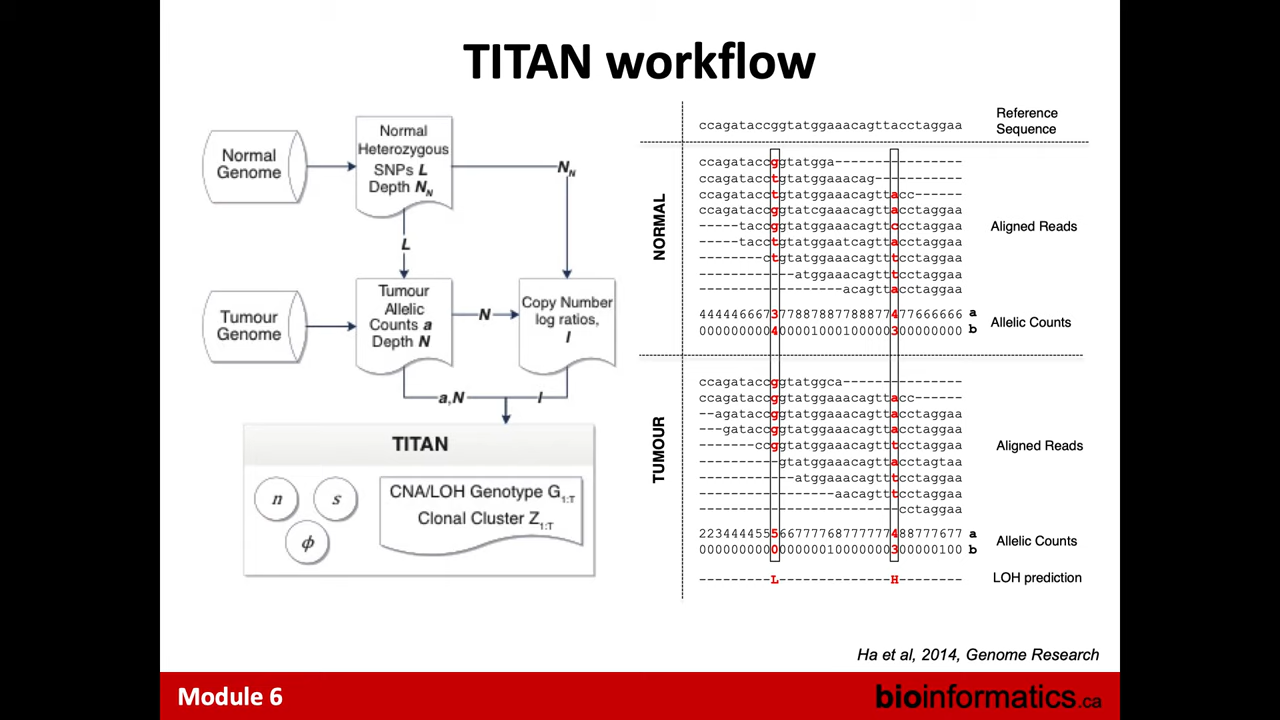 TITAN workflow
Normal
Genome
Normal
Heterozygous
SNPs L
Depth N_N
N_N
L
Tumour
Genome
Tumour
Allelic
Counts a
Depth N
N
Copy Number
log ratios,
l
a,N
l
TITAN
n
s
ϕ
CNA/LOH Genotype G_1:T
Clonal Cluster Z_1:T
ccagataccggtatggaaacagttacctaggaa
Reference
Sequence
NORMAL
ccagataccggtatgga----------------
ccagatacctgtatggaaacag-----------
ccagatacctgtatggaaacagttacc------
ccagataccggtatcgaaacagttacctaggaa
-----taccggtatggaaacagttccctaggaa
-----tacctgtatggaatcagttacctaggaa
--------ctgtatggaaacagtttcctaggaa
------------atggaaacagtttcctaggaa
------------------acagttacctaggaa
Aligned Reads
444446667377887887788877477666666 a
000000000400001000100000300000000 b
Allelic Counts
TUMOUR
ccagataccggtatggca---------------
ccagataccggtatggaaacagttacc------
--agataccggtatggaaacagttacctaggaa
---gataccggtatggaaacagttacctaggaa
-------ccggtatggaaacagtttcctaggaa
----------gtatggaaacagttacctagtaa
------------atggaaacagtttcctaggaa
-----------------aacagtttcctaggaa
-------------------------cctaggaa
Aligned Reads
223444455566777768777777488777677 a
000000000000000010000000300000100 b
Allelic Counts
---------L--------------H--------
LOH prediction
Ha et al, 2014, Genome Research
Module 6
bioinformatics.ca